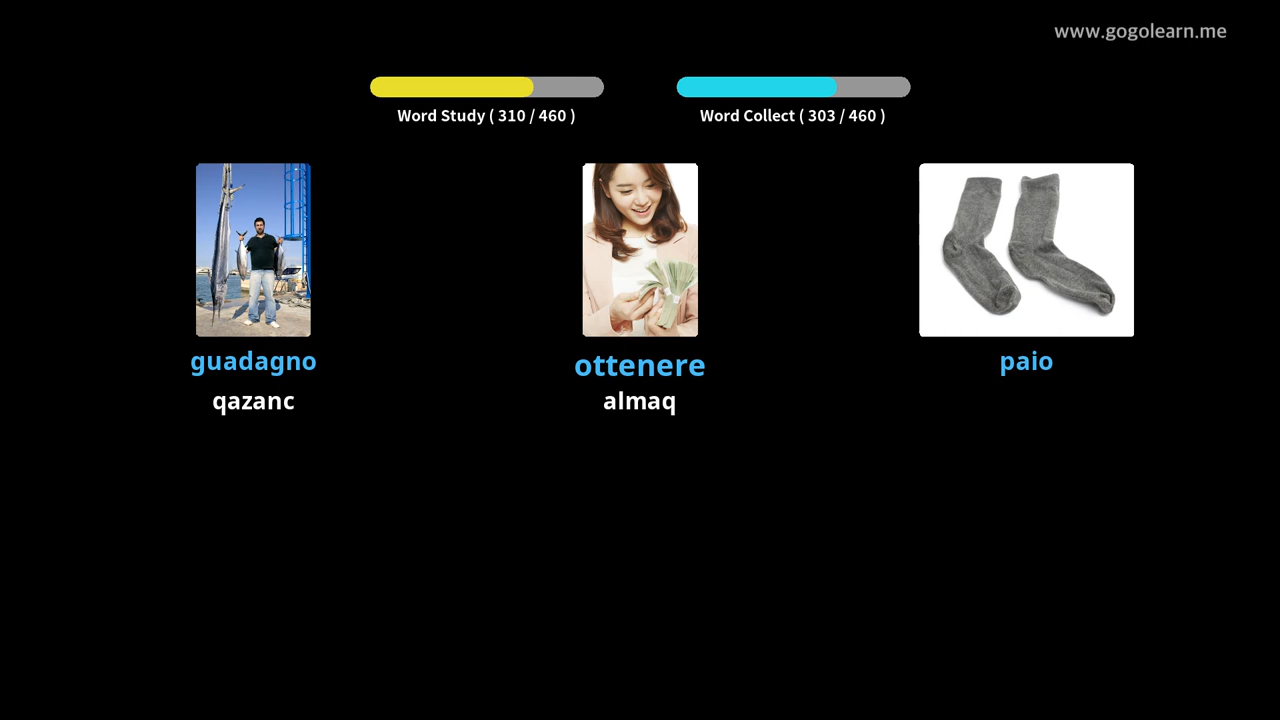 www.gogolearn.me
Word Study ( 310 / 460 )
Word Collect ( 303 / 460 )
guadagno
qazanc
ottenere
almaq
paio